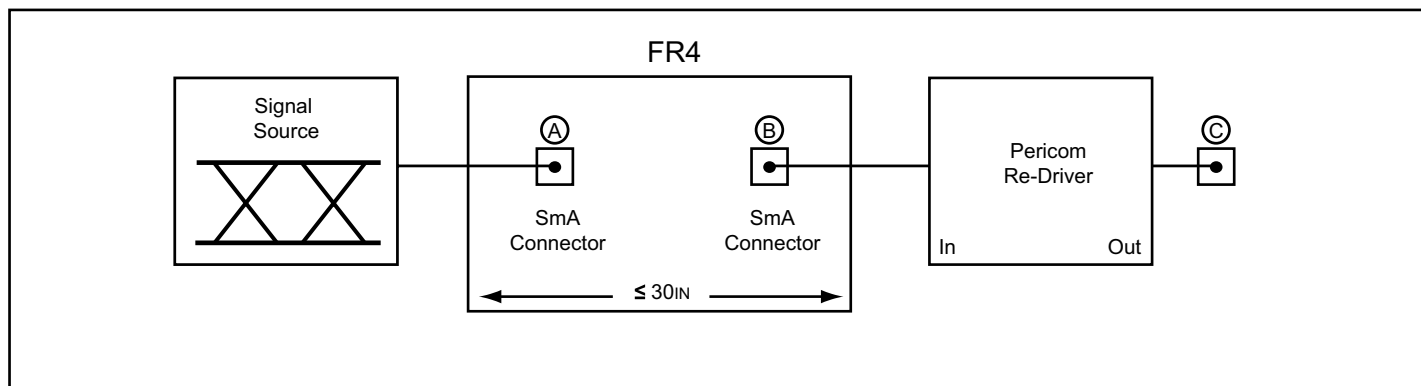 FR4
Signal
Source
A
B
C
SmA
Connector
SmA
Connector
Pericom
Re-Driver
In
Out
≤ 30IN